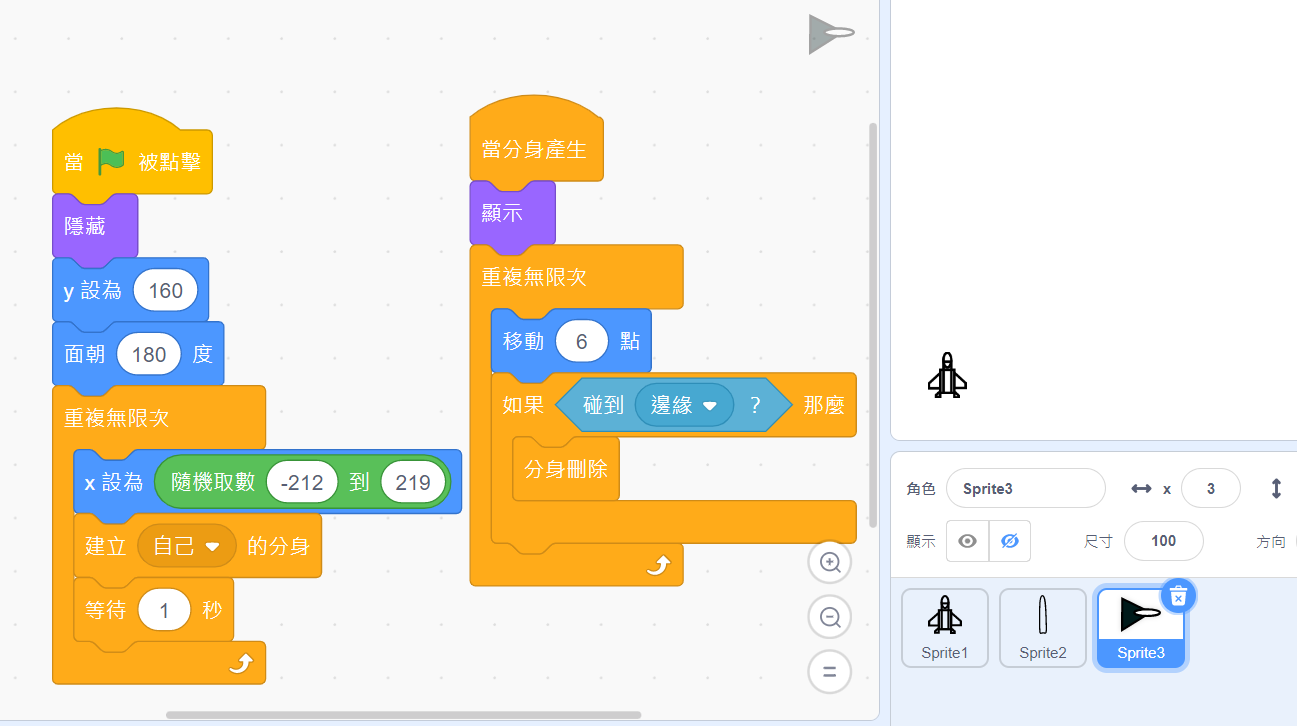 當 被點擊
隱藏
y 設為 160
面朝 180 度
重複無限次
x 設為 隨機取數 -212 到 219
建立 自己 的分身
等待 1 秒
當分身產生
顯示
重複無限次
移動 6 點
如果 碰到 邊緣 ? 那麼
分身刪除
角色 Sprite3 x 3
顯示 尺寸 100 方向
Sprite1 Sprite2 Sprite3